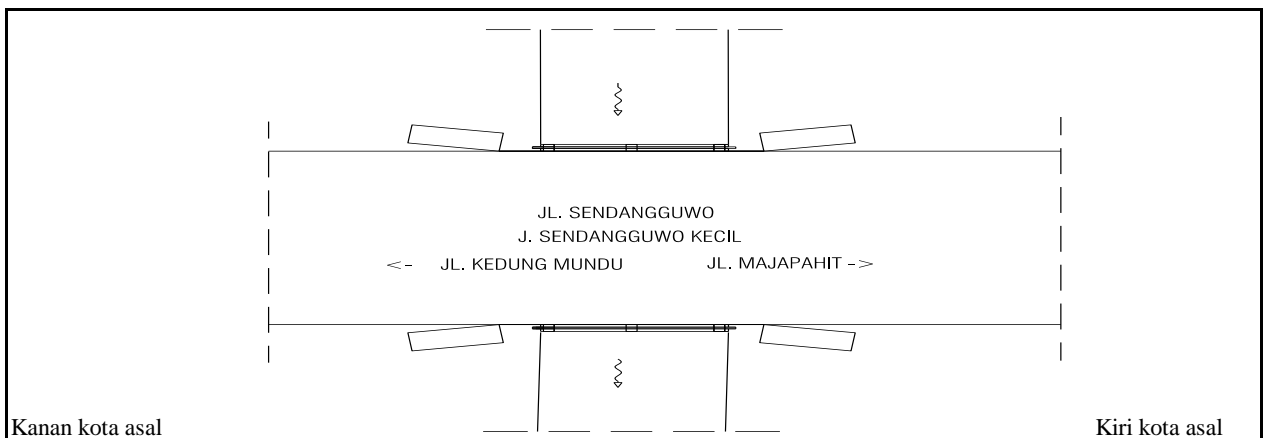 JL. SENDANGGUWO
J. SENDANGGUWO KECIL
<- JL. KEDUNG MUNDU JL. MAJAPAHIT ->
Kanan kota asal Kiri kota asal